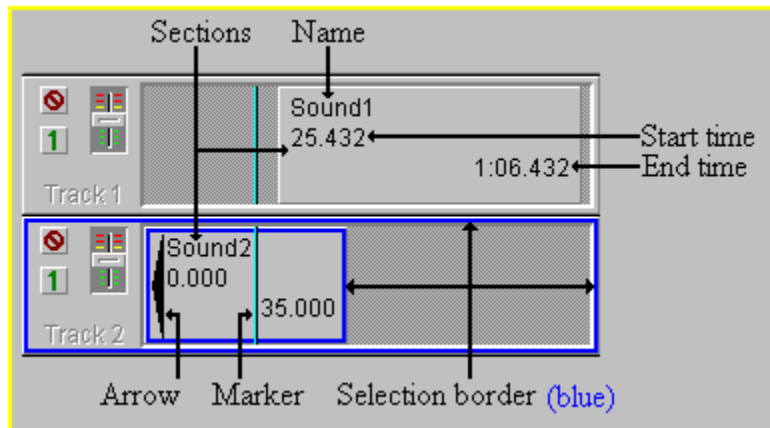 Sections Name
Sound1
25.432 Start time
1:06.432 End time
1
Track 1
Sound2
0.000
1
35.000
Track 2
Arrow Marker Selection border (blue)